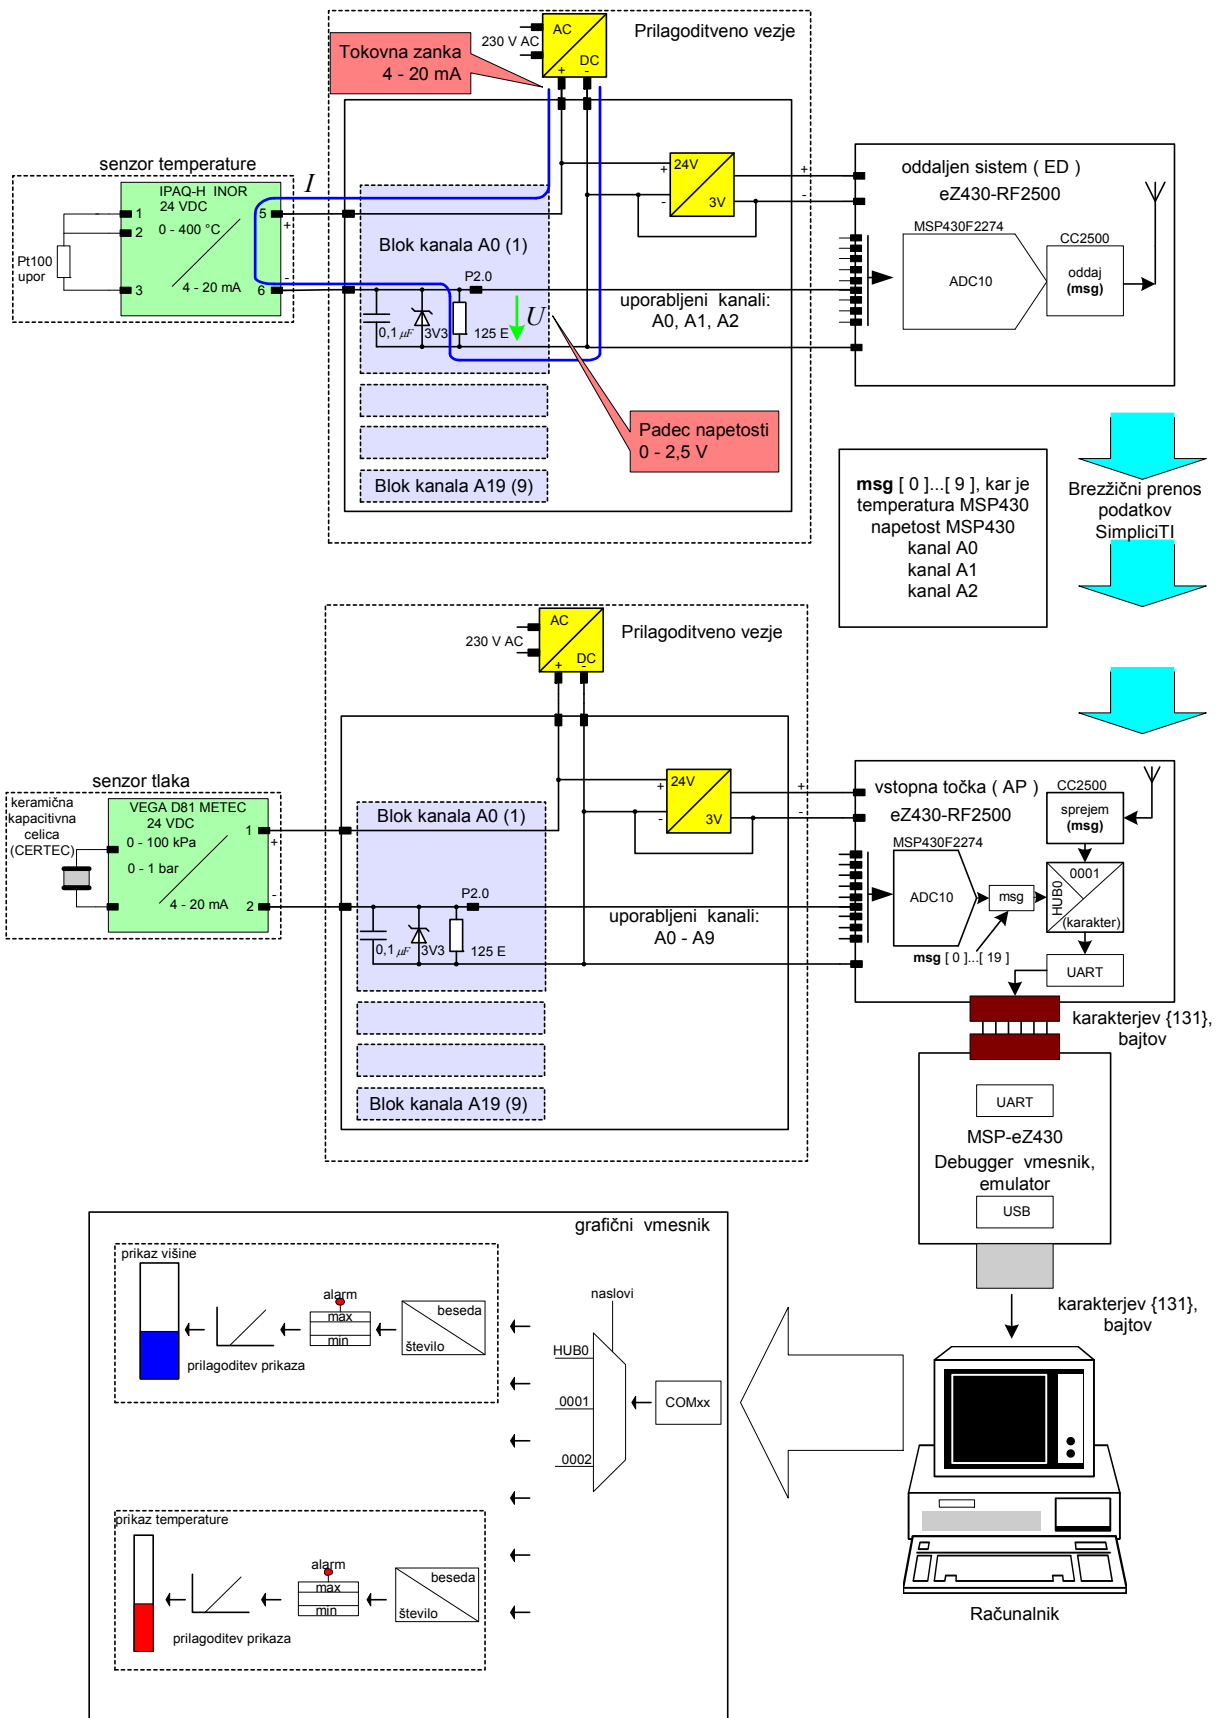 Prilagoditveno vezje
AC
DC
+ -
230 V AC
Tokovna zanka
4 - 20 mA
senzor temperature
IPAQ-H INOR
24 VDC
0 - 400 °C
4 - 20 mA
1
2
3
5
+
-
6
Pt100
upor
I
Blok kanala A0 (1)
P2.0
0,1 µF
3V3
125 E
U
24V
3V
+
-
+
-
uporabljeni kanali:
A0, A1, A2
Padec napetosti
0 - 2,5 V
Blok kanala A19 (9)
oddaljen sistem ( ED )
eZ430-RF2500
MSP430F2274
ADC10
CC2500
oddaj
(msg)
msg [ 0 ]...[ 9 ], kar je
temperatura MSP430
napetost MSP430
kanal A0
kanal A1
kanal A2
Brezžični prenos
podatkov
SimpliciTI
Prilagoditveno vezje
AC
DC
+ -
230 V AC
senzor tlaka
keramična
kapacitivna
celica
(CERTEC)
VEGA D81 METEC
24 VDC
0 - 100 kPa
0 - 1 bar
4 - 20 mA
1
+
-
2
Blok kanala A0 (1)
P2.0
0,1 µF
3V3
125 E
24V
3V
+
-
+
-
uporabljeni kanali:
A0 - A9
Blok kanala A19 (9)
vstopna točka ( AP )
eZ430-RF2500
MSP430F2274
ADC10
CC2500
sprejem
(msg)
msg
HUB0
0001
(karakter)
msg [ 0 ]...[ 19 ]
UART
karakterjev {131},
bajtov
UART
MSP-eZ430
Debugger vmesnik,
emulator
USB
karakterjev {131},
bajtov
Računalnik
grafični vmesnik
prikaz višine
alarm
max
min
beseda
število
prilagoditev prikaza
naslovi
HUB0
0001
0002
COMxx
prikaz temperature
alarm
max
min
beseda
število
prilagoditev prikaza